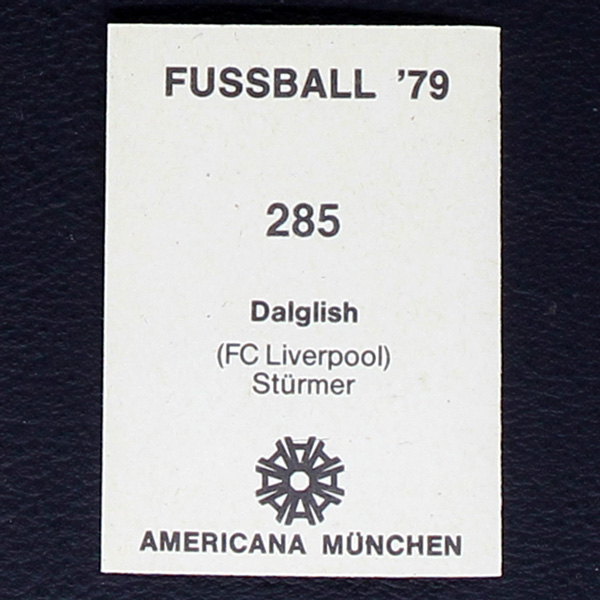 FUSSBALL ’79
285
Dalglish
(FC Liverpool)
Stürmer
AMERICANA MÜNCHEN